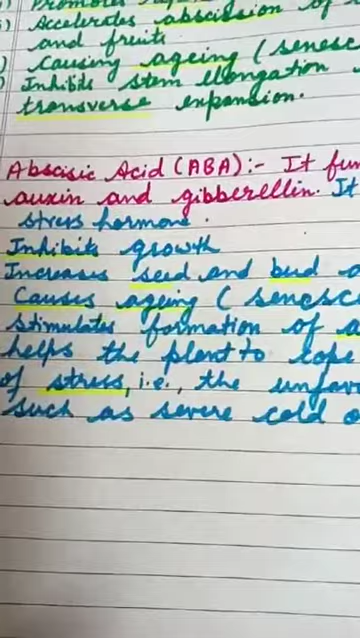 Promotes
Accelerates abscission of
and fruits
Causing ageing (senesc
Inhibits stem elongation
transverse expansion.
Abscisic Acid (ABA) :- It fun
auxin and gibberellin. It
stress hormone.
Inhibits growth
Increases seed and bud
Causes ageing (senesc
Stimulates formation of
helps the plant to cope
of stress, i.e., the unfav
such as severe cold o